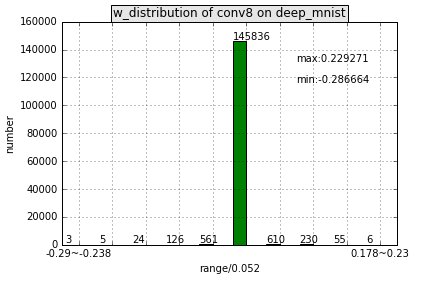 w_distribution of conv8 on deep_mnist
160000
140000
120000
100000
80000
60000
40000
20000
0
number
145836
max:0.229271
min:-0.286664
3 5 24 126 561 610 230 55 6
-0.29~-0.238 0.178~0.23
range/0.052